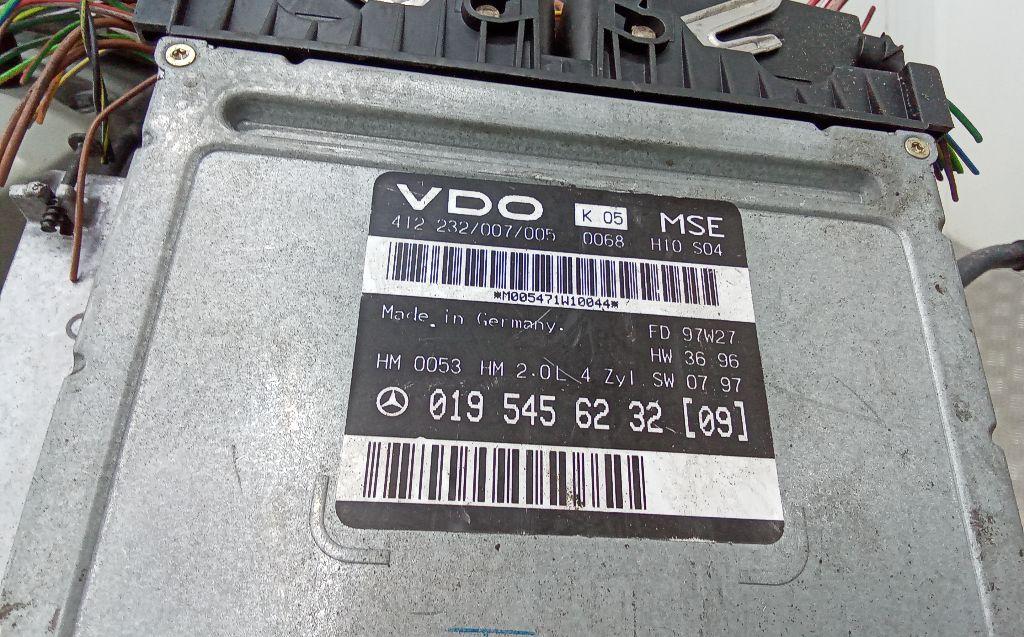 VDO K 05 MSE
412 232/007/005 0068 H10 S04
*M005471W10044*
Made in Germany. FD 97W27
HW 36 96
HM 0053 HM 2.0L 4 Zyl SW 07 97
019 545 62 32 [09]